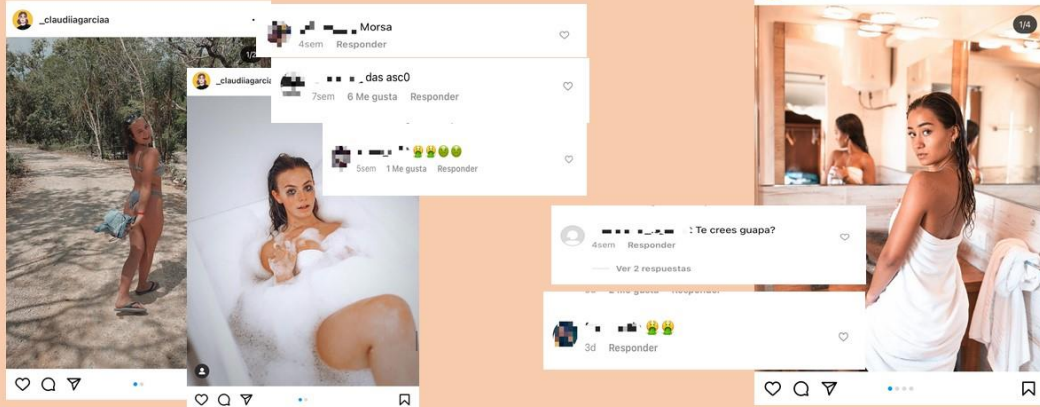 _claudiiagarciaa
1/2
_claudiiagarcia
Morsa
4sem Responder
das asc0
7sem 6 Me gusta Responder
5sem 1 Me gusta Responder
1/4
: Te crees guapa?
4sem Responder
Ver 2 respuestas
3d Responder